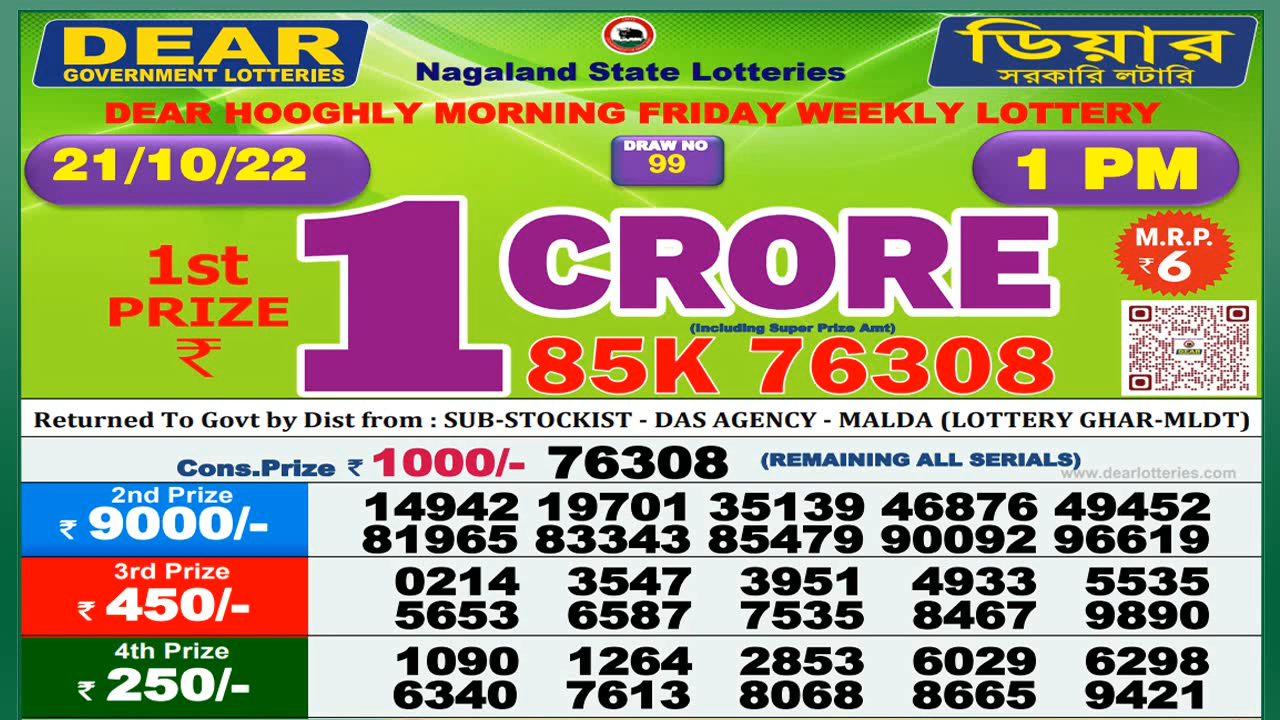 DEAR
GOVERNMENT LOTTERIES
Nagaland State Lotteries
ডিয়ার
সরকারি লটারি
DEAR HOOGHLY MORNING FRIDAY WEEKLY LOTTERY
21/10/22
DRAW NO
99
1 PM
1st
PRIZE
₹
1 CRORE
(Including Super Prize Amt)
85K 76308
M.R.P.
₹ 6
DEAR
Returned To Govt by Dist from : SUB-STOCKIST - DAS AGENCY - MALDA (LOTTERY GHAR-MLDT)
Cons.Prize ₹ 1000/- 76308 (REMAINING ALL SERIALS)
www.dearlotteries.com
2nd Prize
₹ 9000/-
14942 19701 35139 46876 49452
81965 83343 85479 90092 96619
3rd Prize
₹ 450/-
0214 3547 3951 4933 5535
5653 6587 7535 8467 9890
4th Prize
₹ 250/-
1090 1264 2853 6029 6298
6340 7613 8068 8665 9421